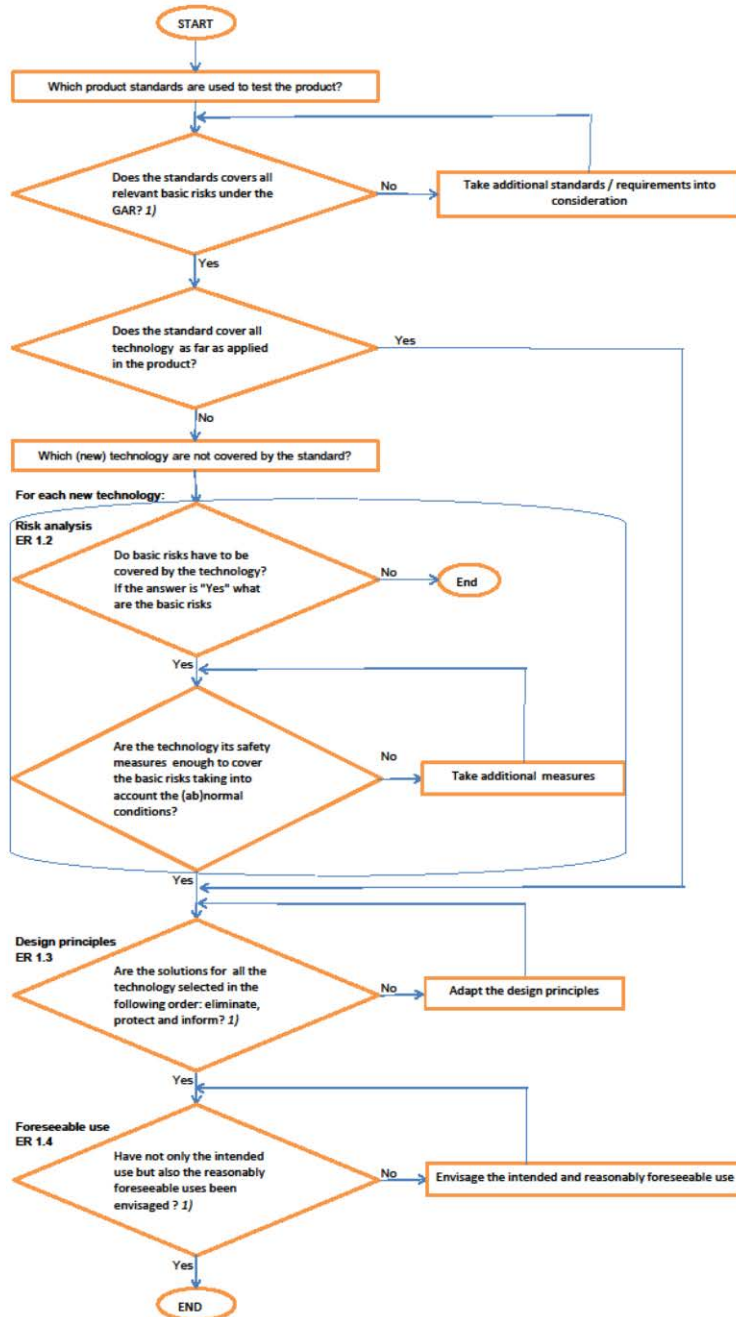 START
Which product standards are used to test the product?
Does the standards covers all
relevant basic risks under the
GAR? 1)
No
Take additional standards / requirements into
consideration
Yes
Does the standard cover all
technology as far as applied
in the product?
Yes
No
Which (new) technology are not covered by the standard?
For each new technology:
Risk analysis
ER 1.2
Do basic risks have to be
covered by the technology?
If the answer is "Yes" what
are the basic risks
No
End
Yes
Are the technology its safety
measures enough to cover
the basic risks taking into
account the (ab)normal
conditions?
No
Take additional measures
Yes
Design principles
ER 1.3
Are the solutions for all the
technology selected in the
following order: eliminate,
protect and inform? 1)
No
Adapt the design principles
Yes
Foreseeable use
ER 1.4
Have not only the intended
use but also the reasonably
foreseeable uses been
envisaged ? 1)
No
Envisage the intended and reasonably foreseeable use
Yes
END